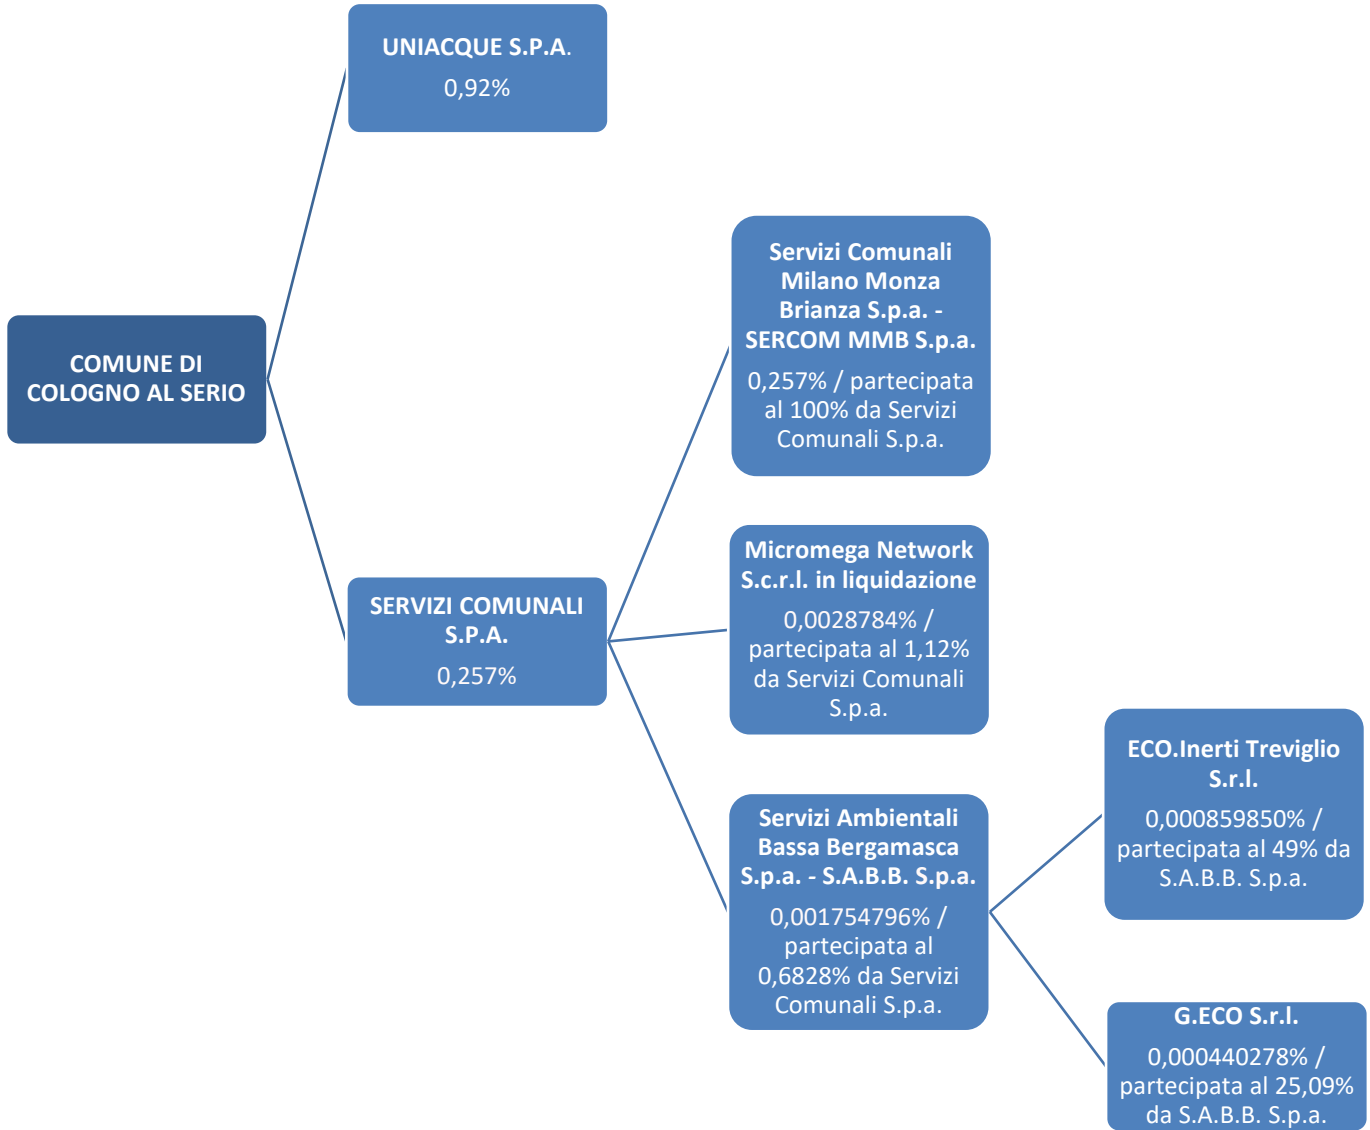 UNIACQUE S.P.A.
0,92%
COMUNE DI
COLOGNO AL SERIO
SERVIZI COMUNALI
S.P.A.
0,257%
Servizi Comunali
Milano Monza
Brianza S.p.a. -
SERCOM MMB S.p.a.
0,257% / partecipata
al 100% da Servizi
Comunali S.p.a.
Micromega Network
S.c.r.l. in liquidazione
0,0028784% /
partecipata al 1,12%
da Servizi Comunali
S.p.a.
Servizi Ambientali
Bassa Bergamasca
S.p.a. - S.A.B.B. S.p.a.
0,001754796% /
partecipata al
0,6828% da Servizi
Comunali S.p.a.
ECO.Inerti Treviglio
S.r.l.
0,000859850% /
partecipata al 49% da
S.A.B.B. S.p.a.
G.ECO S.r.l.
0,000440278% /
partecipata al 25,09%
da S.A.B.B. S.p.a.